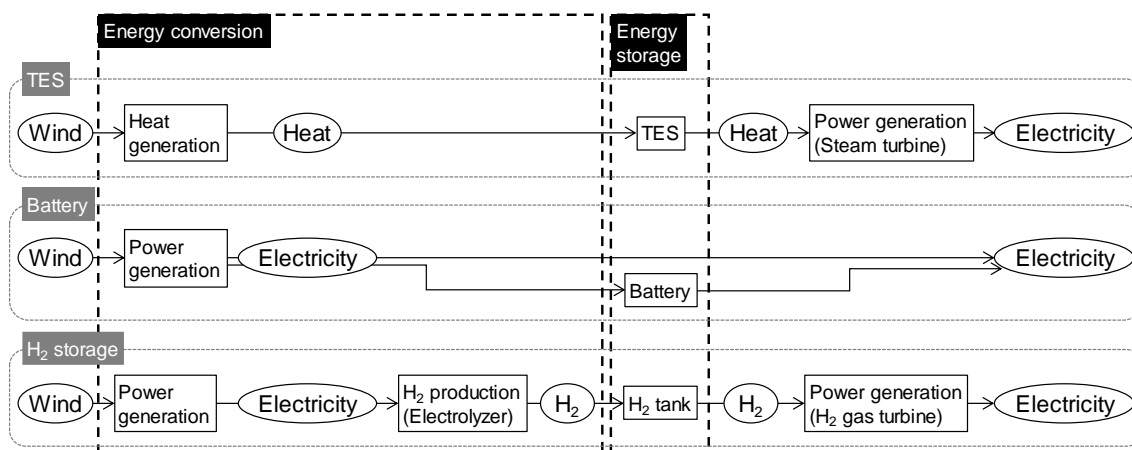 Energy conversion
Energy
storage
TES
Wind
Heat
generation
Heat
TES
Heat
Power generation
(Steam turbine)
Electricity
Battery
Wind
Power
generation
Electricity
Battery
Electricity
H₂ storage
Wind
Power
generation
Electricity
H₂ production
(Electrolyzer)
H₂
H₂ tank
H₂
Power generation
(H₂ gas turbine)
Electricity